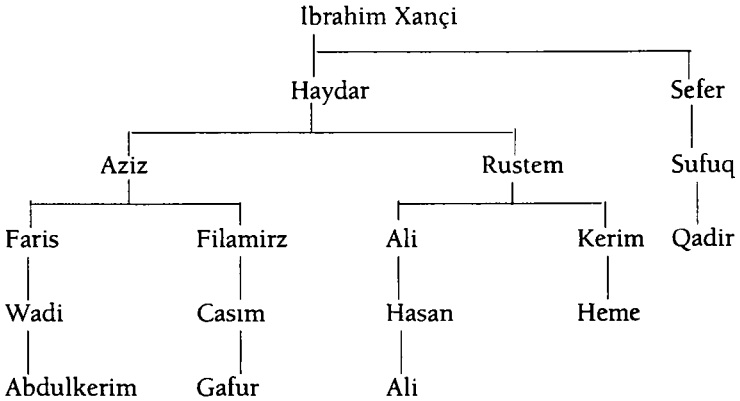 İbrahim Xançi
Haydar Sefer
Aziz Rustem Sufuq
Faris Filamirz Ali Kerim Qadir
Wadi Casım Hasan Heme
Abdulkerim Gafur Ali